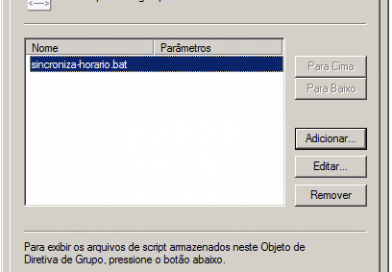 Nome Parâmetros
sincroniza-horario.bat
Para Cima
Para Baixo
Adicionar...
Editar...
Remover
Para exibir os arquivos de script armazenados neste Objeto de
Diretiva de Grupo, pressione o botão abaixo.